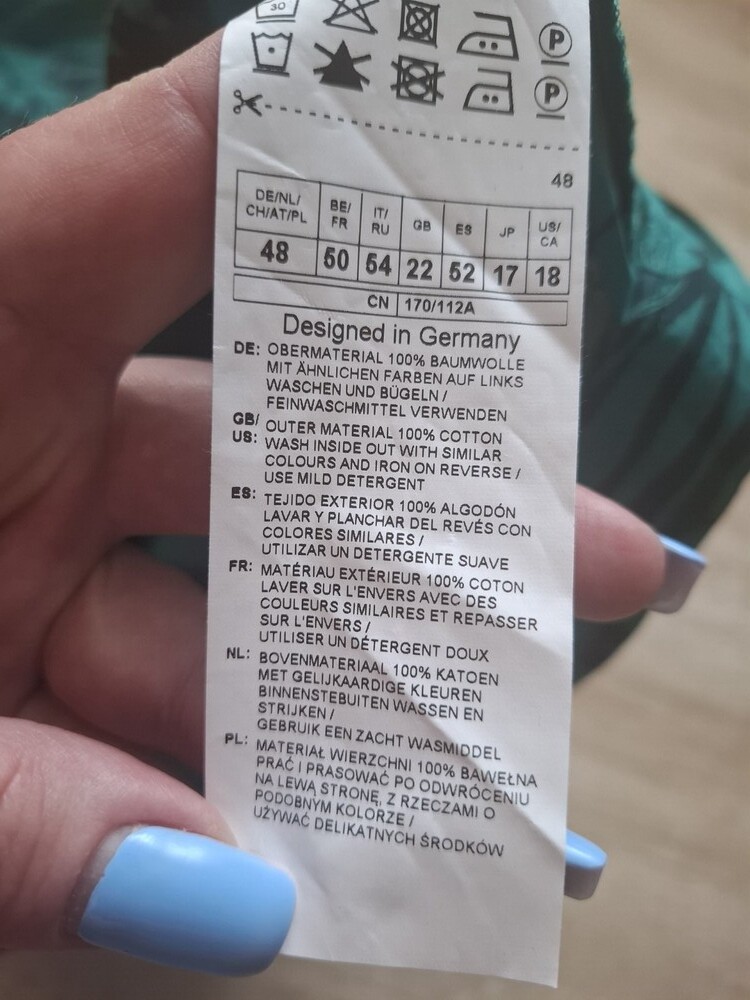 30
P
P
48
DE/NL/ CH/AT/PL BE/ FR IT/ RU GB ES JP US/ CA
48 50 54 22 52 17 18
CN 170/112A
Designed in Germany
DE: OBERMATERIAL 100% BAUMWOLLE
MIT ÄHNLICHEN FARBEN AUF LINKS
WASCHEN UND BÜGELN /
FEINWASCHMITTEL VERWENDEN
GB/ OUTER MATERIAL 100% COTTON
US: WASH INSIDE OUT WITH SIMILAR
COLOURS AND IRON ON REVERSE /
USE MILD DETERGENT
ES: TEJIDO EXTERIOR 100% ALGODÓN
LAVAR Y PLANCHAR DEL REVÉS CON
COLORES SIMILARES /
UTILIZAR UN DETERGENTE SUAVE
FR: MATÉRIAU EXTÉRIEUR 100% COTON
LAVER SUR L'ENVERS AVEC DES
COULEURS SIMILAIRES ET REPASSER
SUR L'ENVERS /
UTILISER UN DÉTERGENT DOUX
NL: BOVENMATERIAAL 100% KATOEN
MET GELIJKAARDIGE KLEUREN
BINNENSTEBUITEN WASSEN EN
STRIJKEN /
GEBRUIK EEN ZACHT WASMIDDEL
PL: MATERIAŁ WIERZCHNI 100% BAWEŁNA
PRAĆ I PRASOWAĆ PO ODWRÓCENIU
NA LEWĄ STRONĘ, Z RZECZAMI O
PODOBNYM KOLORZE /
UŻYWAĆ DELIKATNYCH ŚRODKÓW